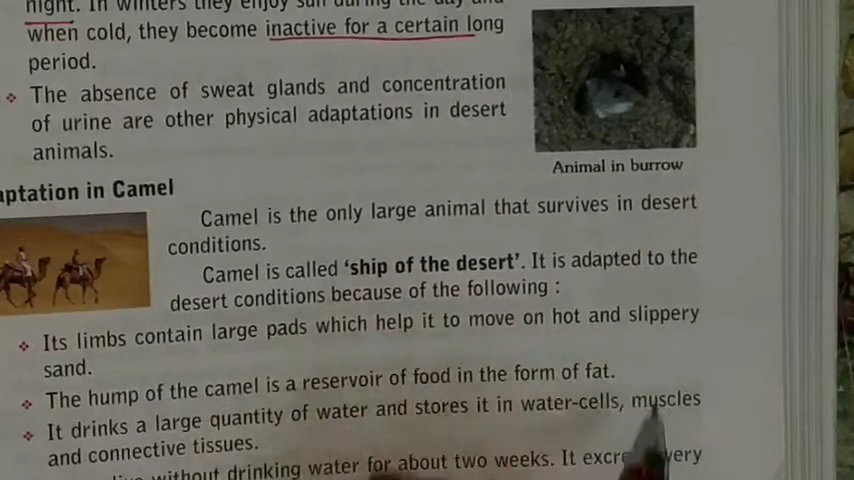 night. In winters they enjoy sun during the day and
when cold, they become inactive for a certain long
period.
❖ The absence of sweat glands and concentration
of urine are other physical adaptations in desert
animals.
Animal in burrow
aptation in Camel
Camel is the only large animal that survives in desert
conditions.
Camel is called ‘ship of the desert’. It is adapted to the
desert conditions because of the following :
❖ Its limbs contain large pads which help it to move on hot and slippery
sand.
❖ The hump of the camel is a reservoir of food in the form of fat.
❖ It drinks a large quantity of water and stores it in water-cells, muscles
and connective tissues.
without drinking water for about two weeks. It very